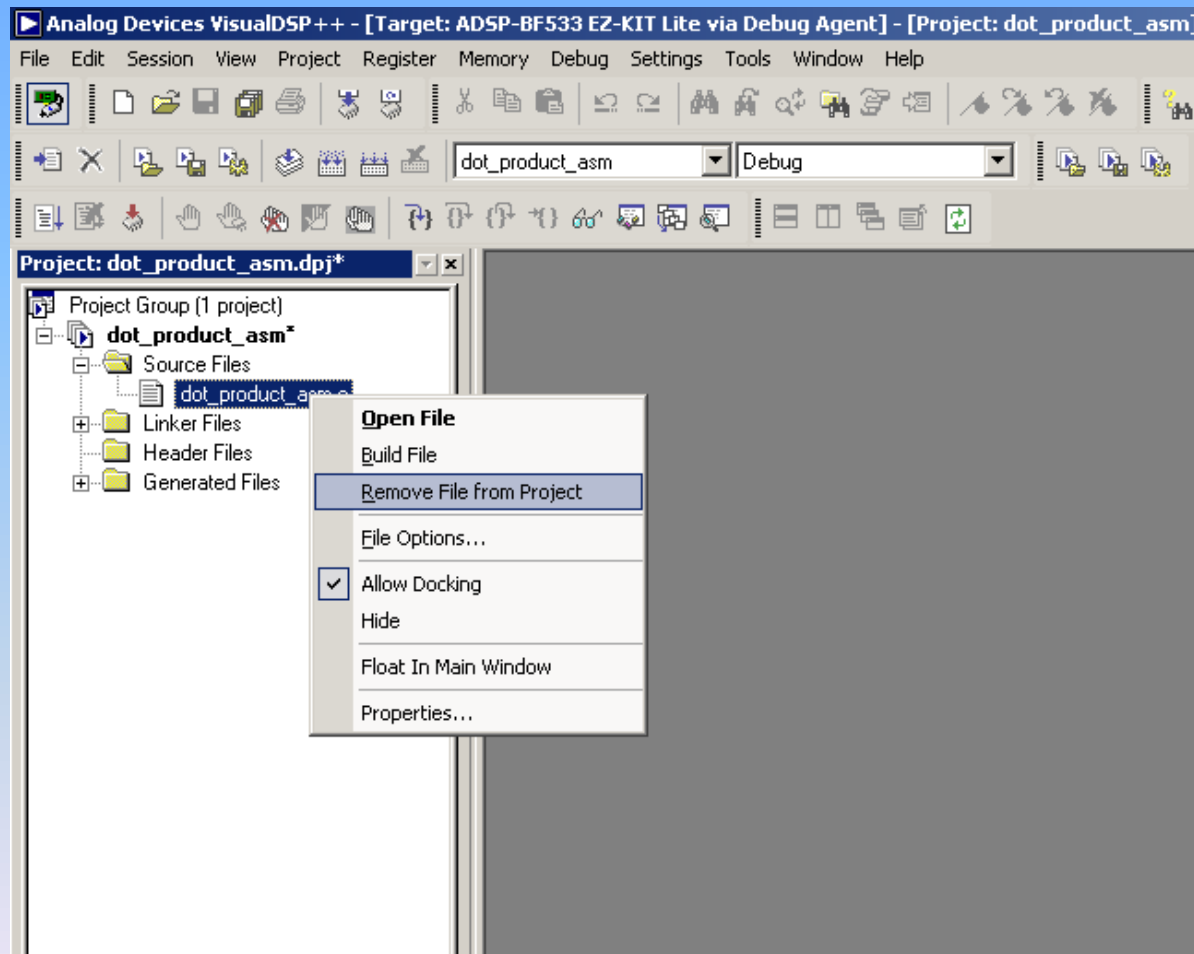 Analog Devices VisualDSP++ - [Target: ADSP-BF533 EZ-KIT Lite via Debug Agent] - [Project: dot_product_asm]
File Edit Session View Project Register Memory Debug Settings Tools Window Help
dot_product_asm Debug
Project: dot_product_asm.dpj*
Project Group (1 project)
dot_product_asm*
Source Files
Linker Files
Header Files
Generated Files
Open File
Build File
Remove File from Project
File Options...
Allow Docking
Hide
Float In Main Window
Properties...